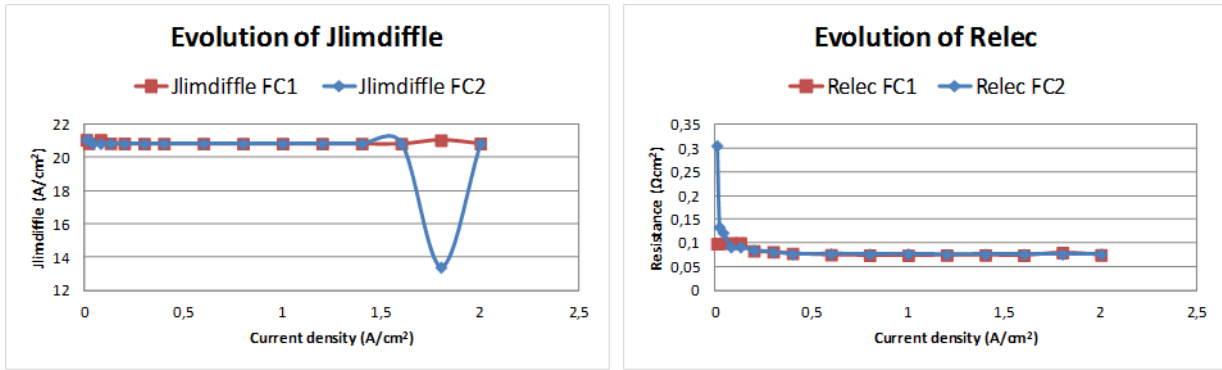 Evolution of Jlimdiffle
Jlimdiffle FC1 Jlimdiffle FC2
Jlimdiffle (A/cm²)
22
20
18
16
14
12
0 0,5 1 1,5 2 2,5
Current density (A/cm²)
Evolution of Relec
Relec FC1 Relec FC2
Resistance (Ωcm²)
0,35
0,3
0,25
0,2
0,15
0,1
0,05
0
0 0,5 1 1,5 2 2,5
Current density (A/cm²)